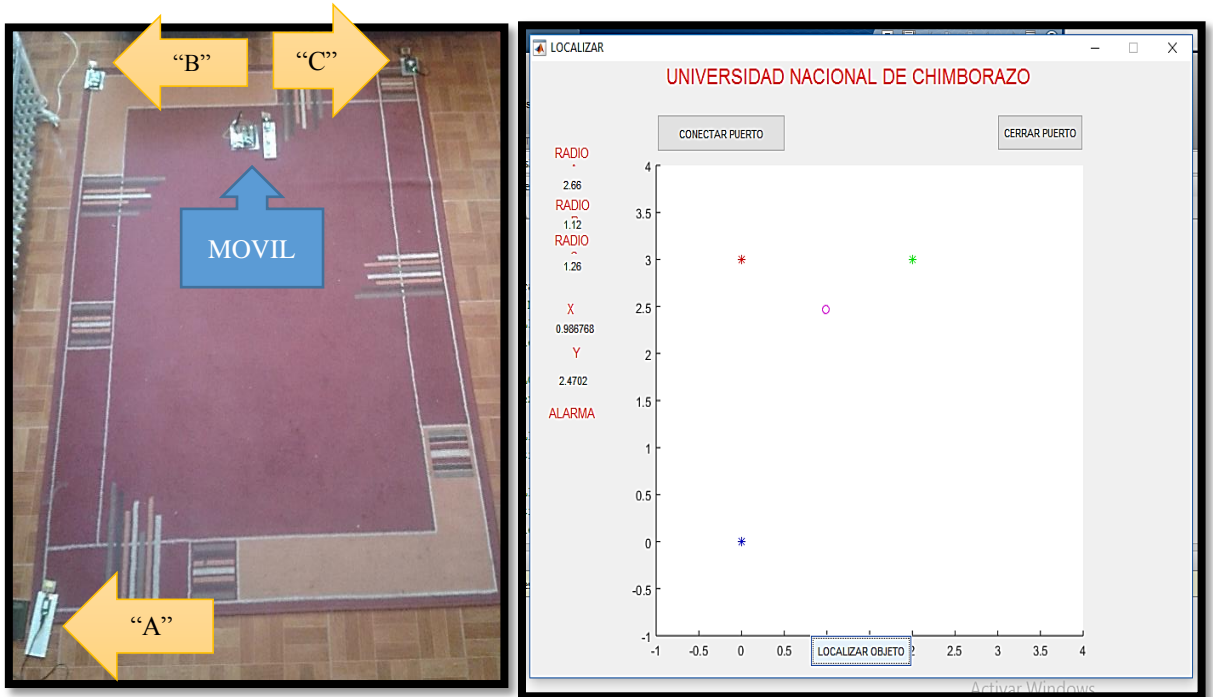 “B”
“C”
MOVIL
“A”
LOCALIZAR
UNIVERSIDAD NACIONAL DE CHIMBORAZO
CONECTAR PUERTO
CERRAR PUERTO
RADIO
2.66
RADIO
1.12
RADIO
1.26
X
0.986768
Y
2.4702
ALARMA
4
3.5
3
2.5
2
1.5
1
0.5
0
-0.5
-1
-1 -0.5 0 2 2.5 3 3.5 4
LOCALIZAR OBJETO
Activar Windows